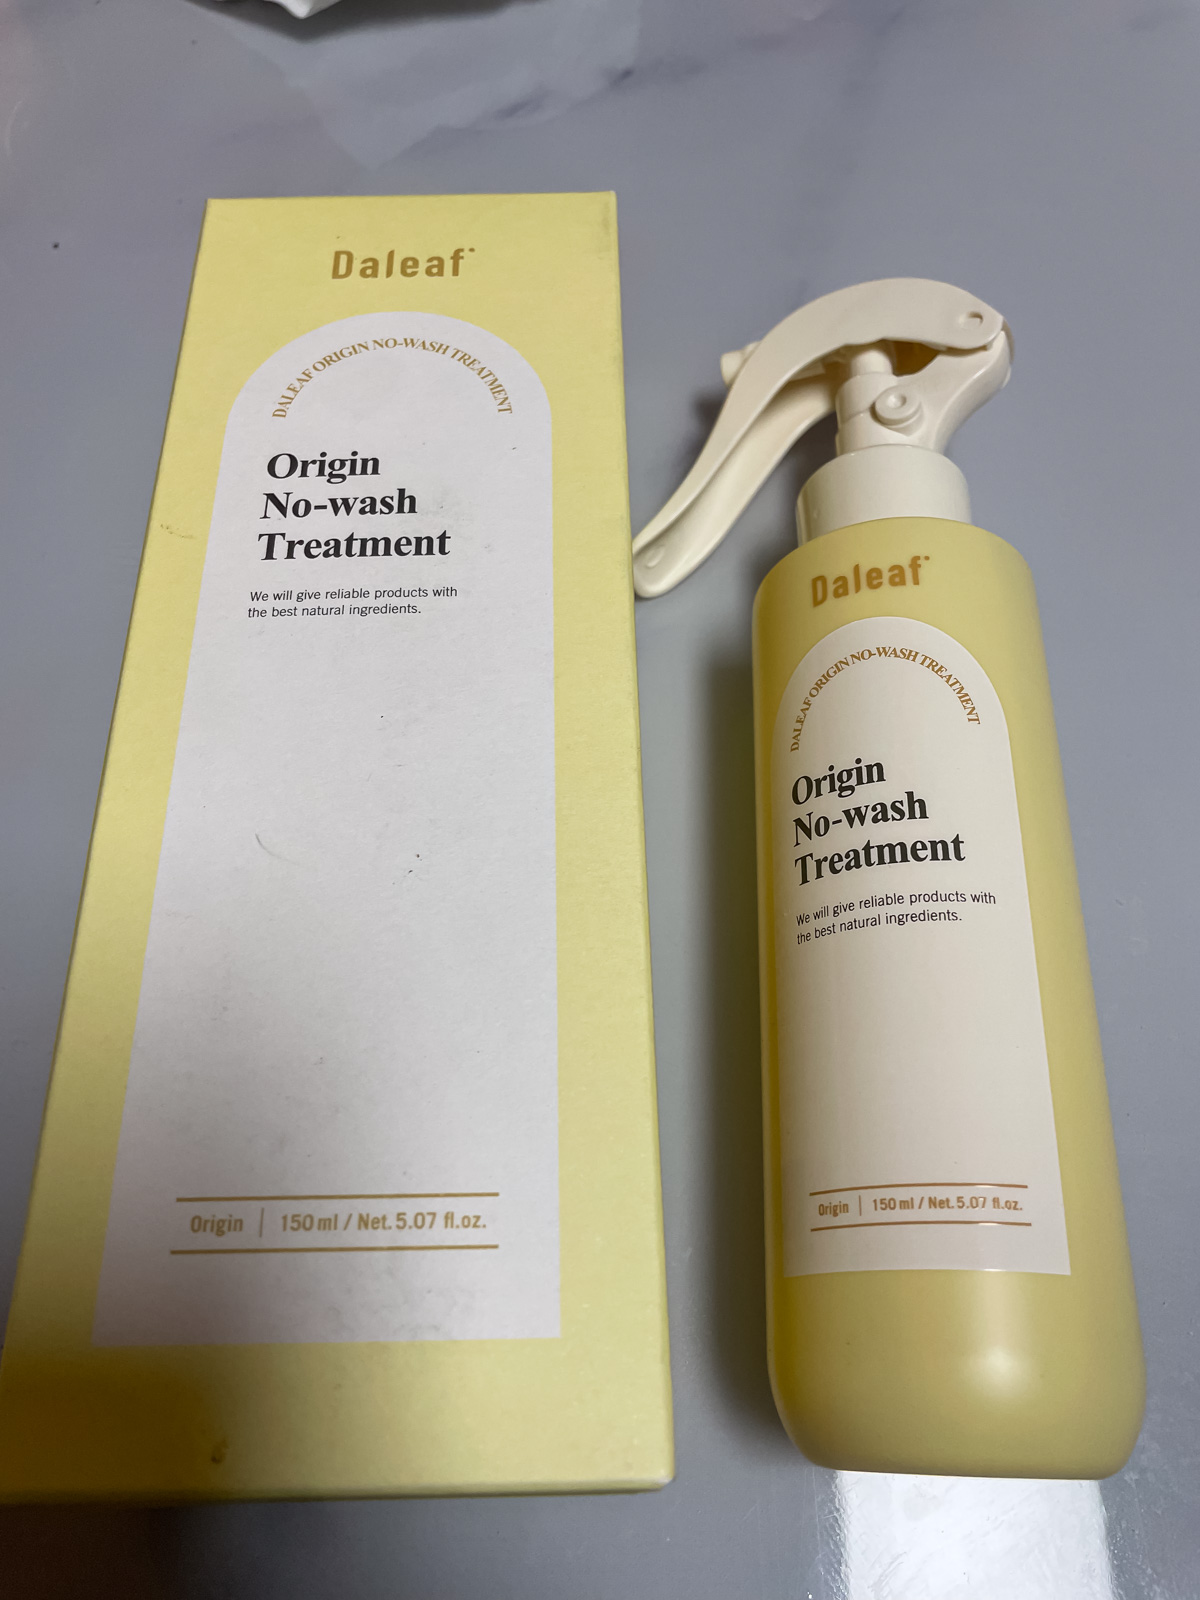 Daleaf
DALEAF ORIGIN NO-WASH TREATMENT
Origin
No-wash
Treatment
We will give reliable products with
the best natural ingredients.
Origin | 150 ml / Net. 5.07 fl.oz.
Daleaf
DALEAF ORIGIN NO-WASH TREATMENT
Origin
No-wash
Treatment
We will give reliable products with
the best natural ingredients.
Origin | 150 ml / Net. 5.07 fl.oz.